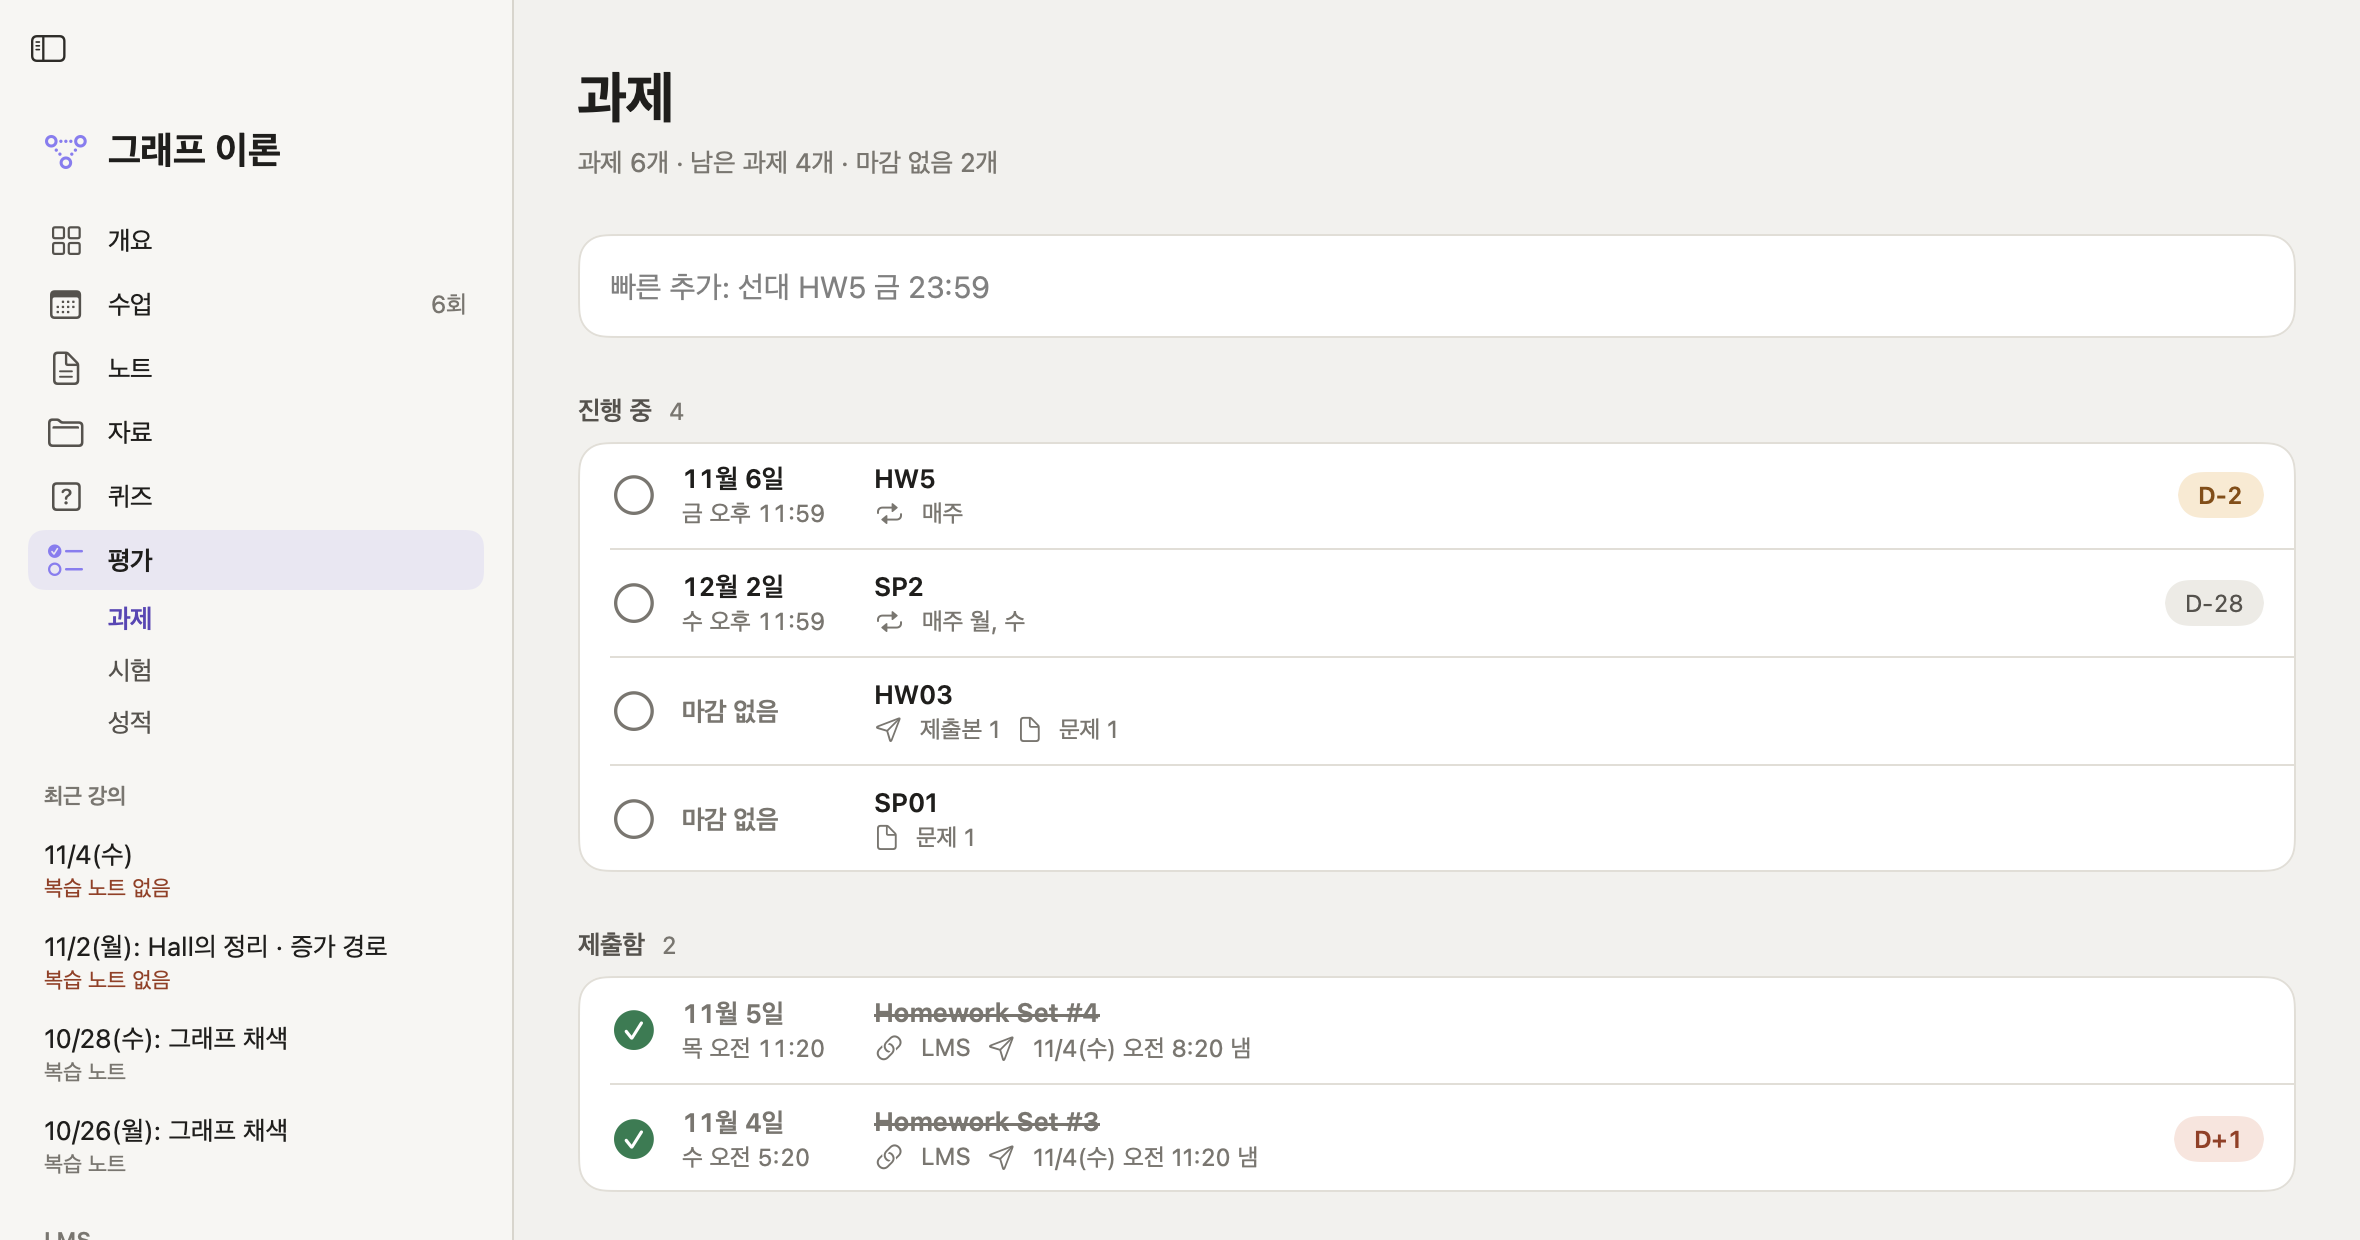 그래프 이론
개요
수업 6회
노트
자료
퀴즈
평가
과제
시험
성적
최근 강의
11/4(수)
복습 노트 없음
11/2(월): Hall의 정리 · 증가 경로
복습 노트 없음
10/28(수): 그래프 채색
복습 노트
10/26(월): 그래프 채색
복습 노트
LMS
과제
과제 6개 · 남은 과제 4개 · 마감 없음 2개
빠른 추가: 선대 HW5 금 23:59
진행 중 4
11월 6일 HW5
금 오후 11:59 매주
D-2
12월 2일 SP2
수 오후 11:59 매주 월, 수
D-28
마감 없음
HW03
제출본 1 문제 1
마감 없음
SP01
문제 1
제출함 2
11월 5일 Homework Set #4
목 오전 11:20 LMS 11/4(수) 오전 8:20 냄
11월 4일 Homework Set #3
수 오전 5:20 LMS 11/4(수) 오전 11:20 냄
D+1